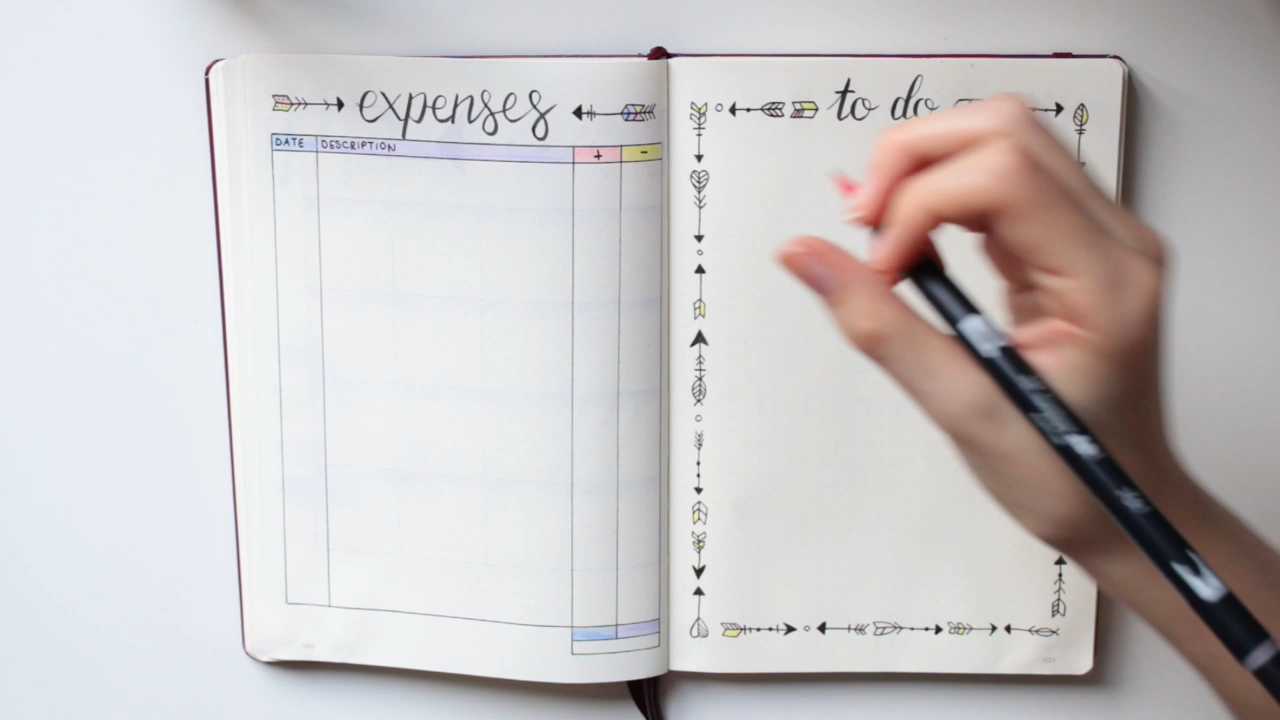 expenses
DATE DESCRIPTION + -
to do